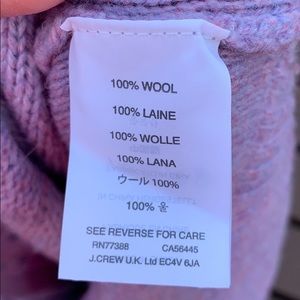 100% WOOL
100% LAINE
100% WOLLE
100% LANA
ウール 100%
100% 울
SEE REVERSE FOR CARE
RN77388 CA56445
J.CREW U.K. Ltd EC4V 6JA